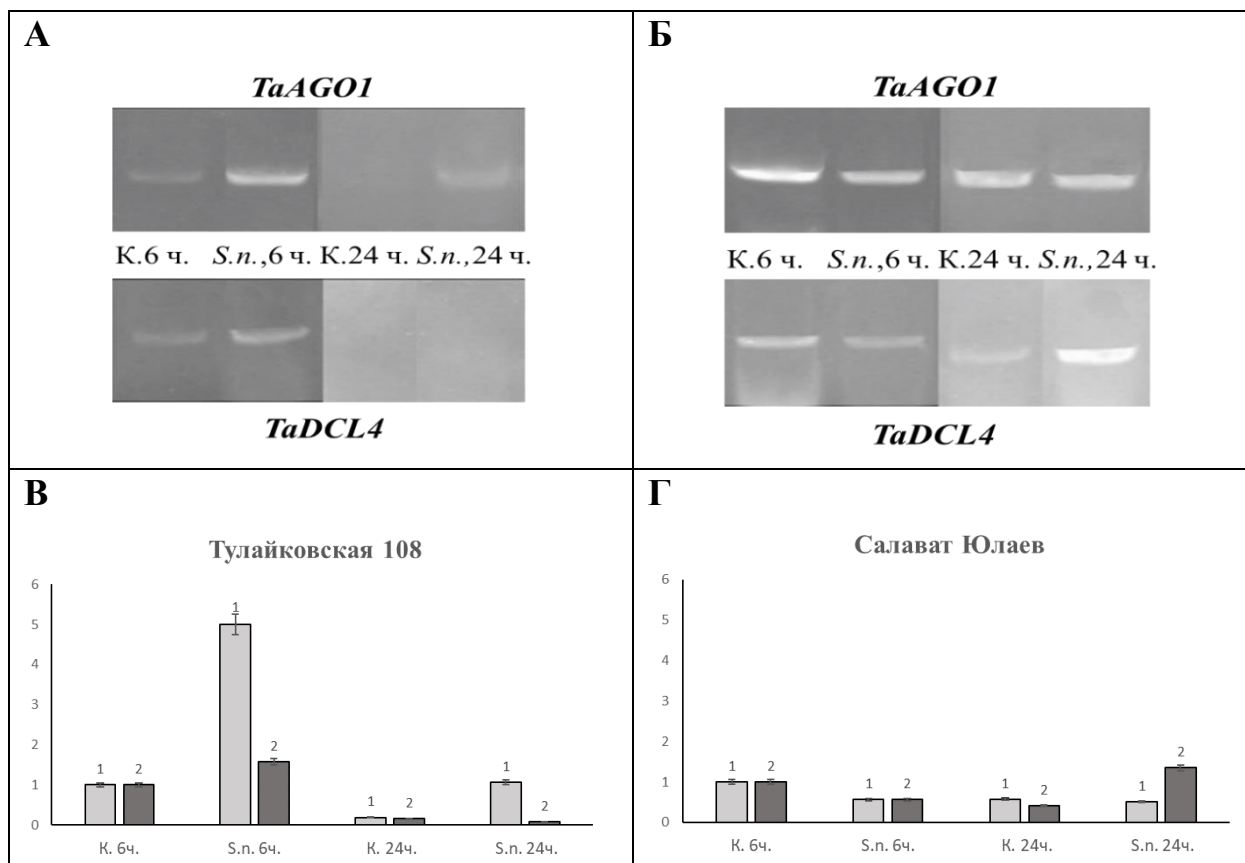 А
TaAGO1
К.6 ч. S.n.,6 ч. К.24 ч. S.n.,24 ч.
TaDCL4
Б
TaAGO1
К.6 ч. S.n.,6 ч. К.24 ч. S.n.,24 ч.
TaDCL4
В
Тулайковская 108
6
5
4
3
2
1
0
1 2 1 2 1 2 1 2
К. 6ч. S.n. 6ч. К. 24ч. S.n. 24ч.
Г
Салават Юлаев
6
5
4
3
2
1
0
1 2 1 2 1 2 1 2
К. 6ч. S.n. 6ч. К. 24ч. S.n. 24ч.